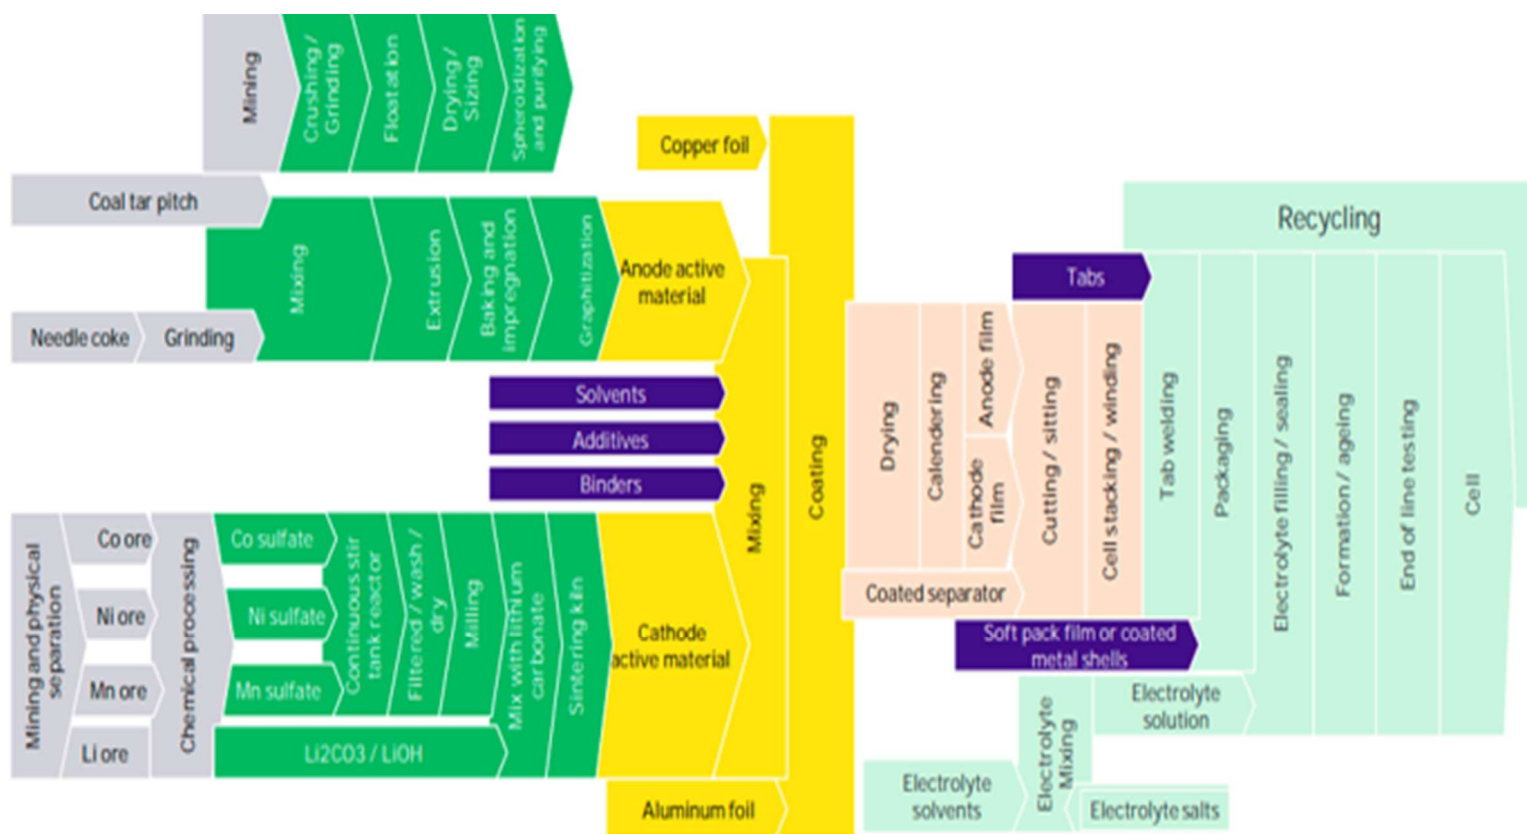 Mining
Crushing/
Grinding
Floatation
Drying/
Sizing
Spheroidization
and purifying
Coal tar pitch
Needle coke
Grinding
Mixing
Extrusion
Baking and
impregnation
Graphitization
Anode active
material
Copper foil
Solvents
Additives
Binders
Mining and physical
separation
Co ore
Ni ore
Mn ore
Li ore
Chemical processing
Co sulfate
Ni sulfate
Mn sulfate
Li2CO3 / LiOH
Continuous stir
tank reactor
Filtered / wash /
dry
Milling
Mix with lithium
carbonate
Sintering kiln
Cathode
active material
Mixing
Coating
Aluminum foil
Drying
Calendering
Anode film
Cathode
film
Coated separator
Cutting / sitting
Cell stacking / winding
Tabs
Soft pack film or coated
metal shells
Recycling
Tab welding
Packaging
Electrolyte filling / sealing
Formation / ageing
End of line testing
Cell
Electrolyte
solution
Electrolyte
Mixing
Electrolyte
solvents
Electrolyte salts